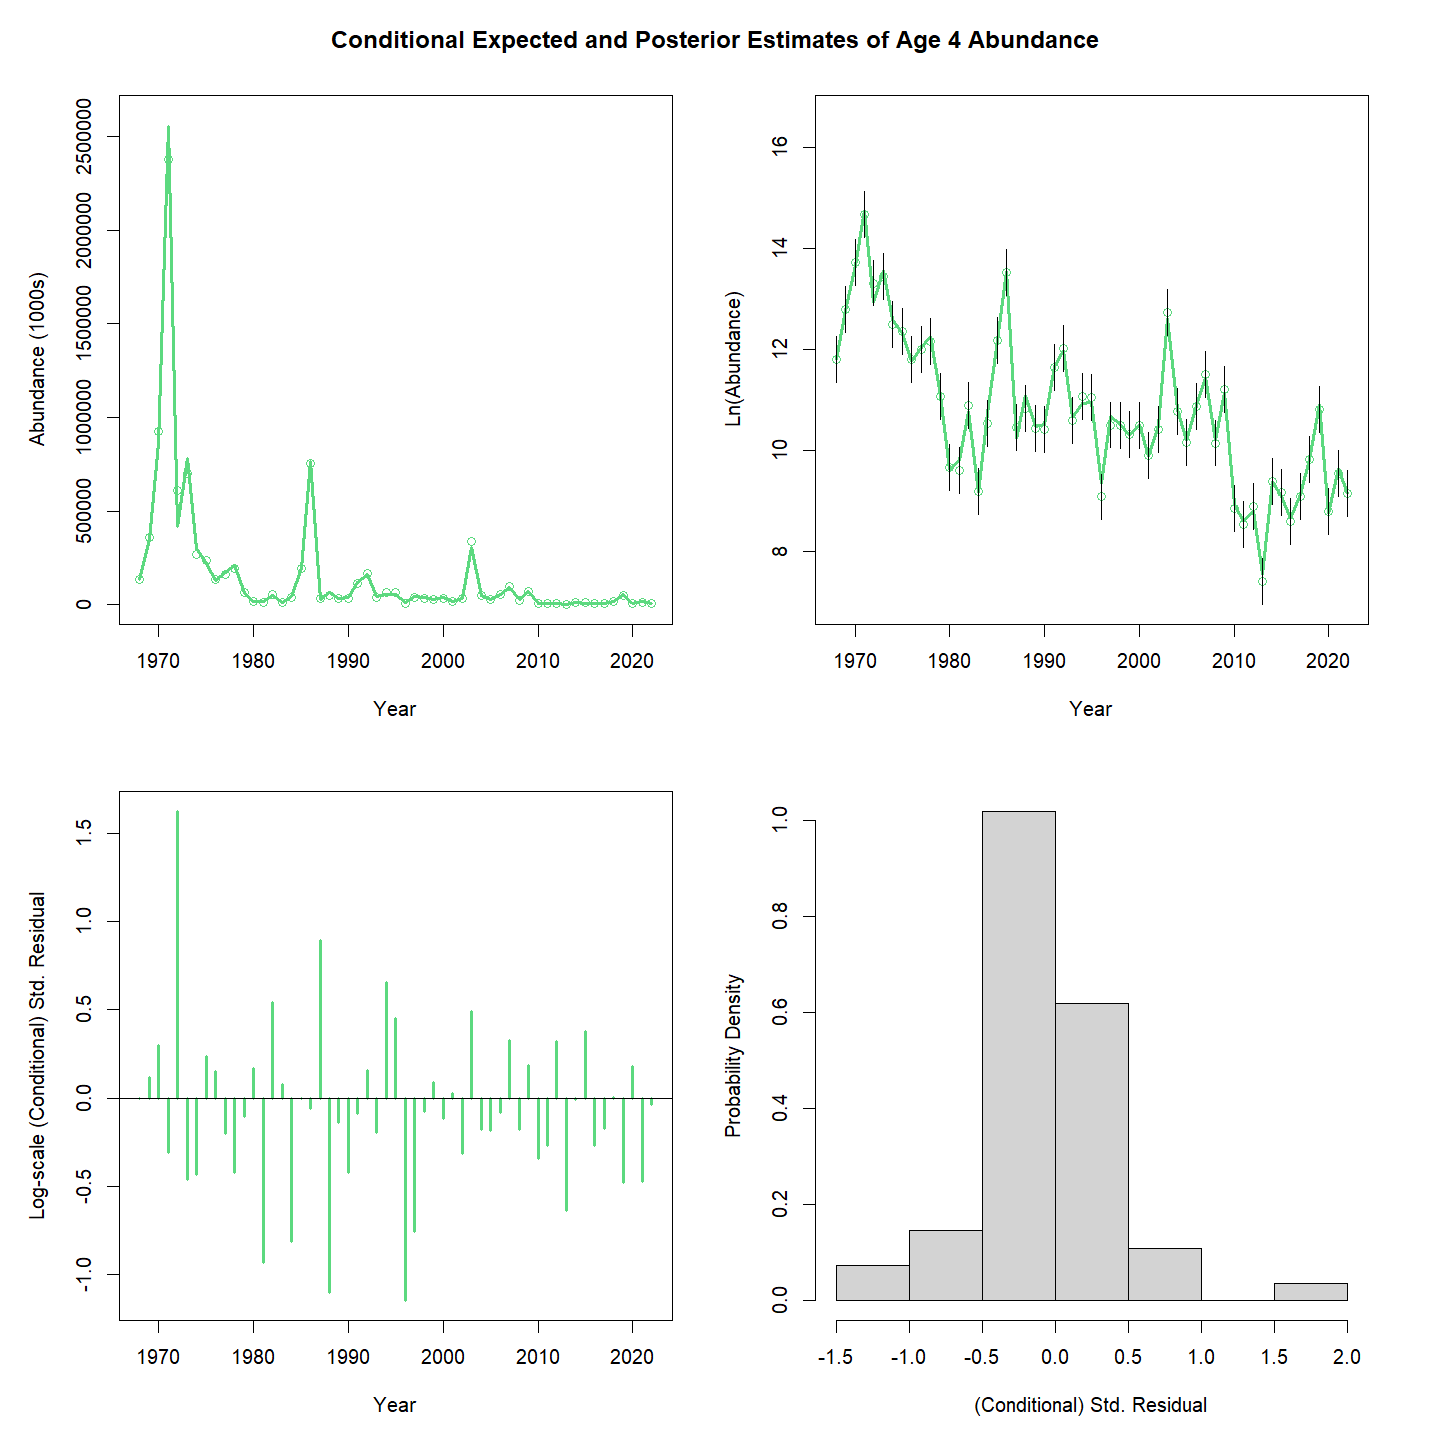 Conditional Expected and Posterior Estimates of Age 4 Abundance
Abundance (1000s)
0 500000 1000000 1500000 2000000 2500000
1970 1980 1990 2000 2010 2020
Year
Ln(Abundance)
8 10 12 14 16
1970 1980 1990 2000 2010 2020
Year
Log-scale (Conditional) Std. Residual
-1.0 -0.5 0.0 0.5 1.0 1.5
1970 1980 1990 2000 2010 2020
Year
Probability Density
0.0 0.2 0.4 0.6 0.8 1.0
-1.5 -1.0 -0.5 0.0 0.5 1.0 1.5 2.0
(Conditional) Std. Residual